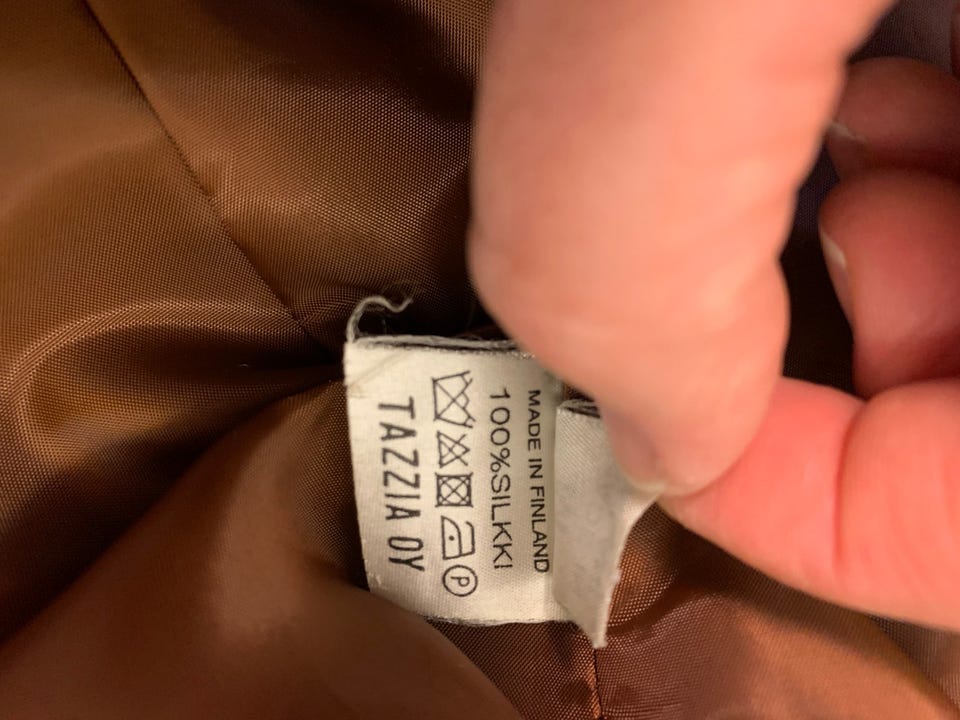 MADE IN FINLAND
100%SILKKI
P
TAZZIA OY